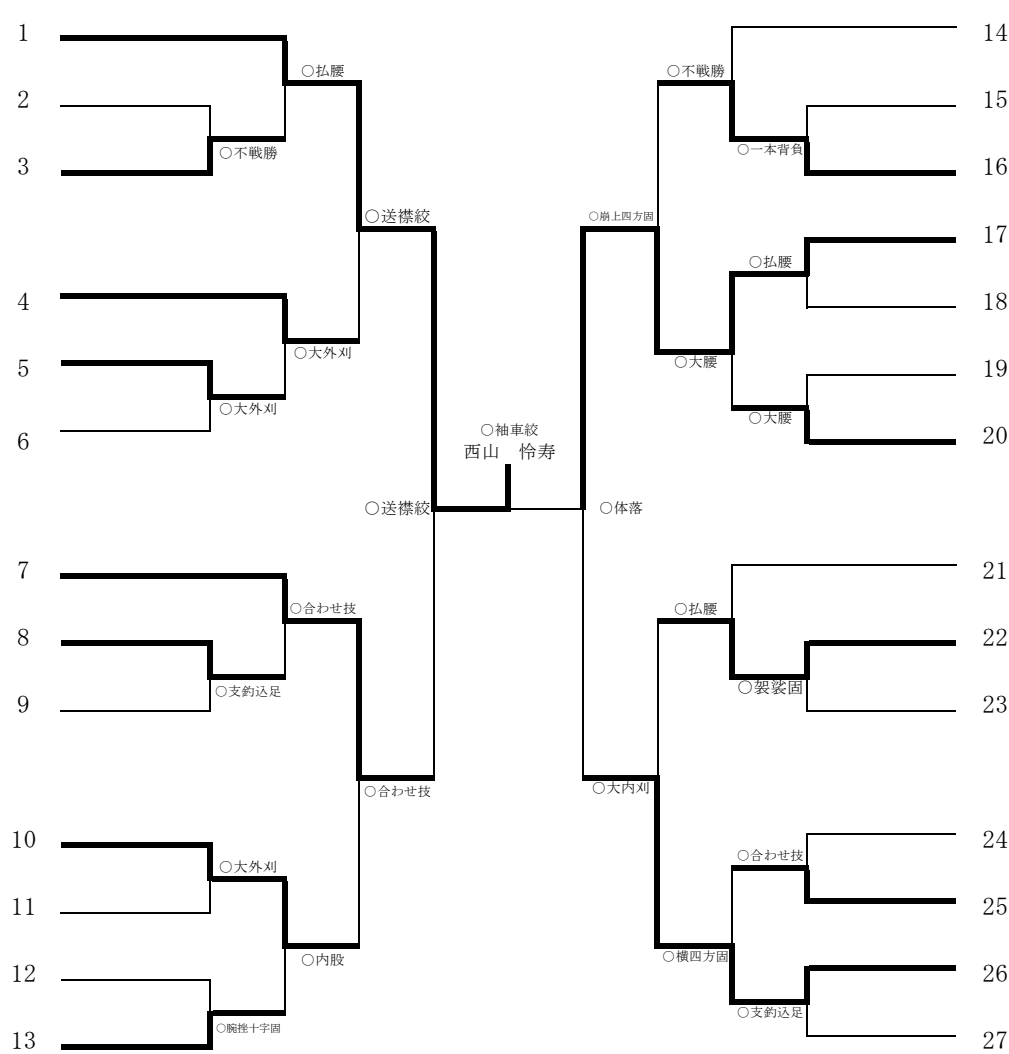 1
○払腰
2
○不戦勝
3
○送襟絞
4
○大外刈
5
○大外刈
6
○袖車絞
西山　怜寿
○送襟絞
7
○合わせ技
8
○支釣込足
9
○合わせ技
10
○大外刈
11
○内股
12
○腕挫十字固
13
14
○不戦勝
15
○一本背負
16
○崩上四方固
17
○払腰
18
○大腰
19
○大腰
20
○体落
21
○払腰
22
○袈裟固
23
○大内刈
24
○合わせ技
25
○横四方固
26
○支釣込足
27